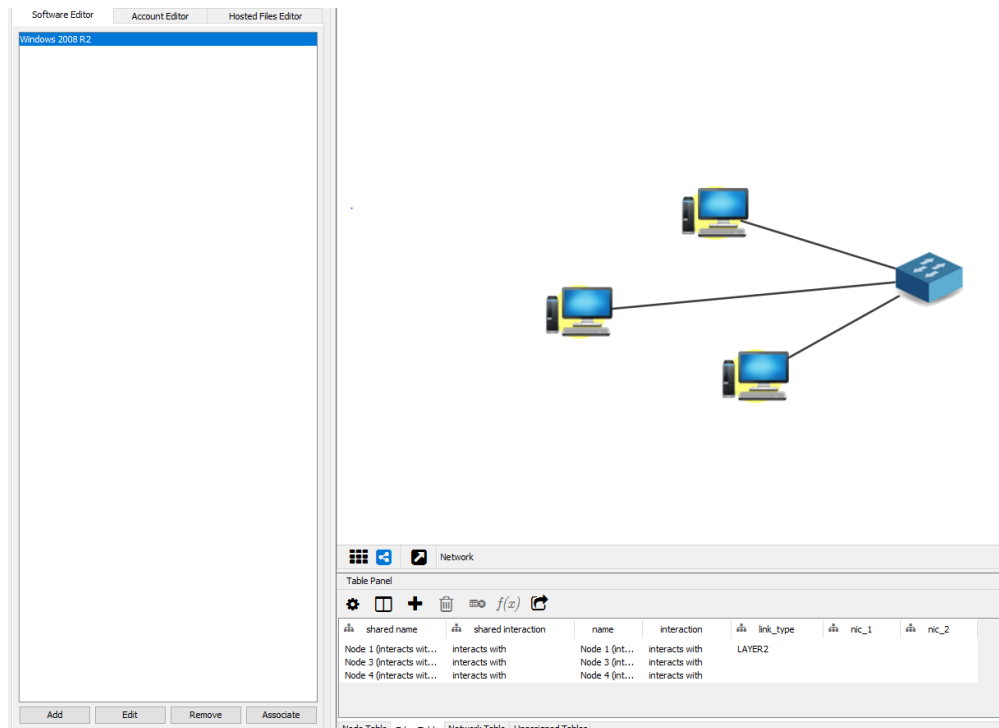 Software Editor Account Editor Hosted Files Editor
Windows 2008 R2
Network
Table Panel
f(x)
shared name shared interaction name interaction link_type nic_1 nic_2
Node 1 (interacts wit... interacts with Node 1 (int... interacts with LAYER2
Node 3 (interacts wit... interacts with Node 3 (int... interacts with
Node 4 (interacts wit... interacts with Node 4 (int... interacts with
Add Edit Remove Associate
Node Table Network Table Unassigned Tables